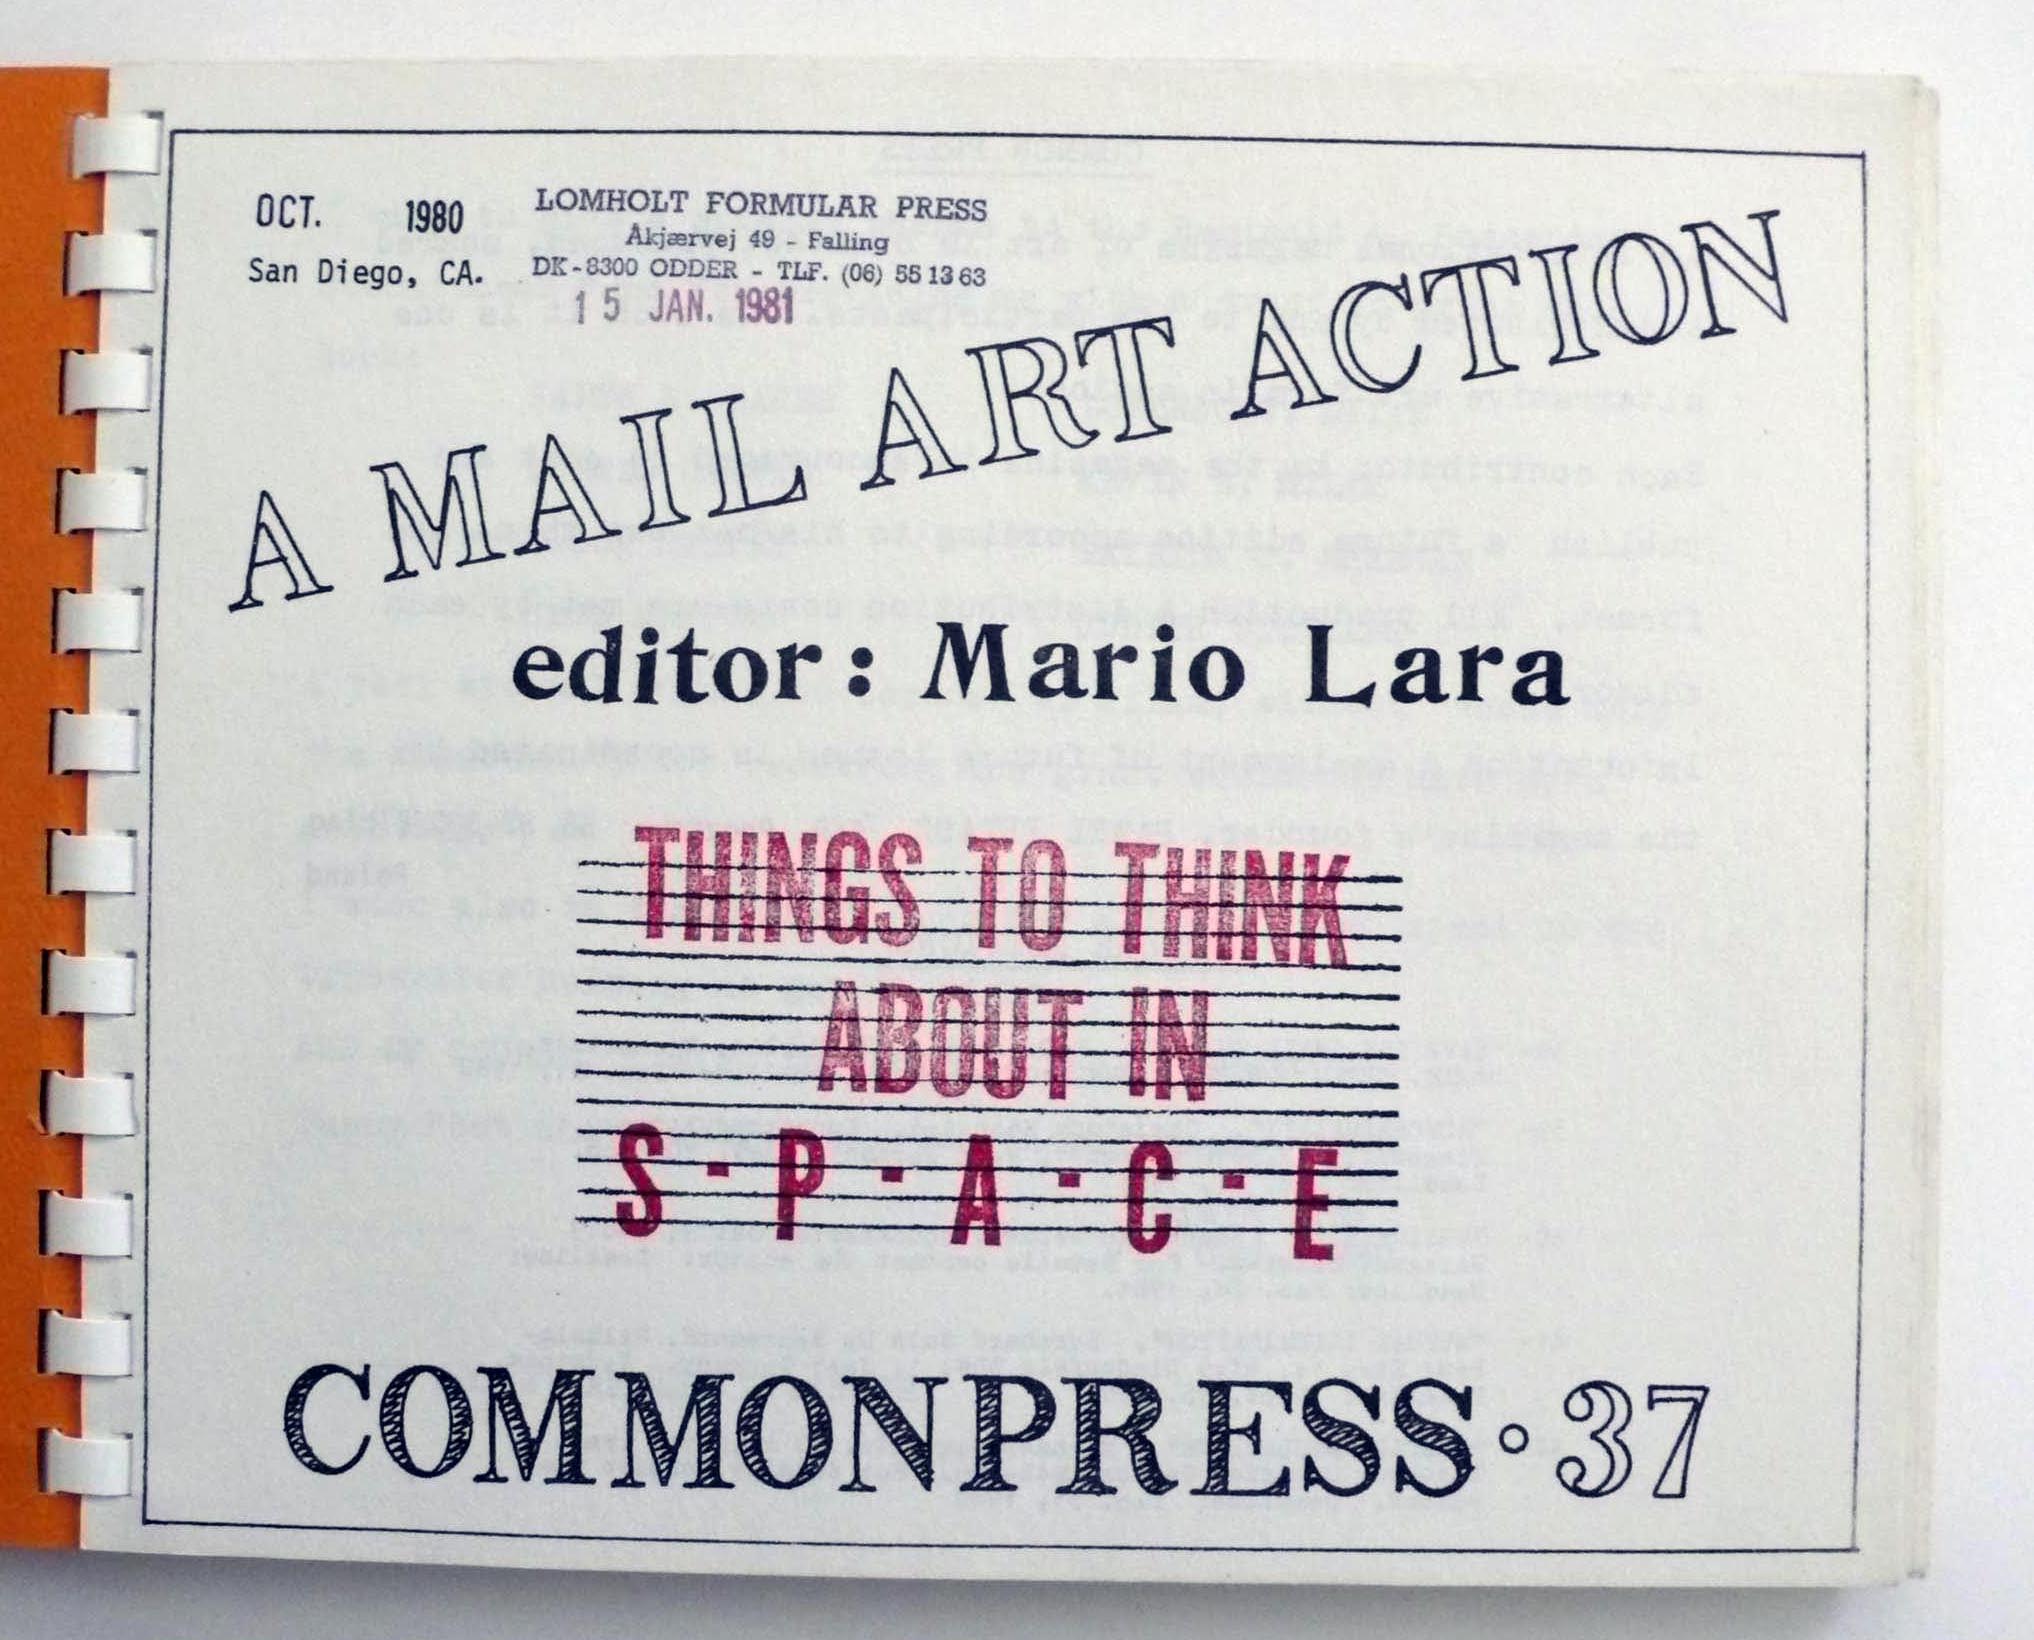 OCT. 1980
San Diego, CA.
LOMHOLT FORMULAR PRESS
Akjærvej 49 - Falling
DK-8300 ODDER - TLF. (06) 55 13 63
15 JAN. 1981
A MAIL ART ACTION
editor: Mario Lara
THINGS TO THINK
ABOUT IN
S-P-A-C-E
COMMONPRESS·37